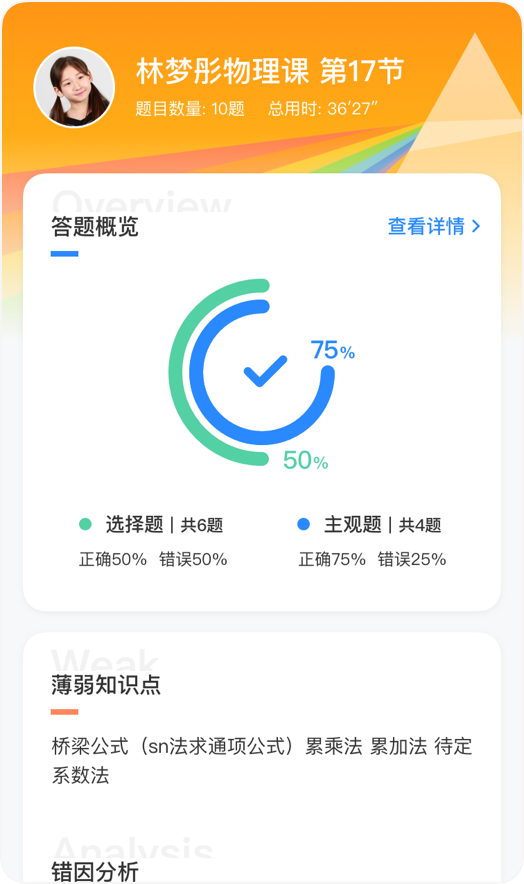 林梦彤物理课 第17节
题目数量: 10题 总用时: 36′27″
Overview
答题概览
查看详情
75%
50%
选择题 | 共6题
主观题 | 共4题
正确50% 错误50%
正确75% 错误25%
Weak
薄弱知识点
桥梁公式（sn法求通项公式）累乘法 累加法 待定
系数法
Analysis
错因分析